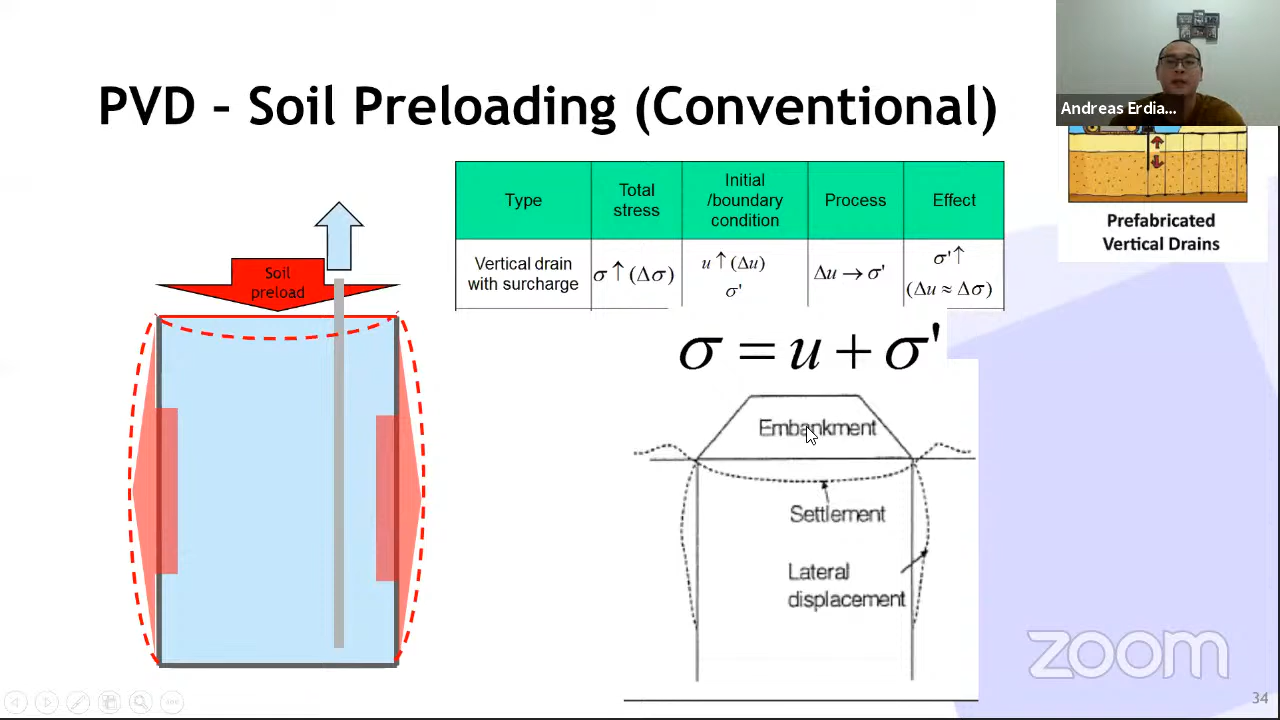 PVD – Soil Preloading (Conventional)
Andreas Erdia...
Prefabricated
Vertical Drains
Type
Total
stress
Initial
/boundary
condition
Process
Effect
Vertical drain
with surcharge
σ ↑ (Δσ)
u ↑ (Δu)
σ'
Δu → σ'
σ' ↑
(Δu ≈ Δσ)
Soil
preload
σ = u + σ'
Embankment
Settlement
Lateral
displacement
zoom
34